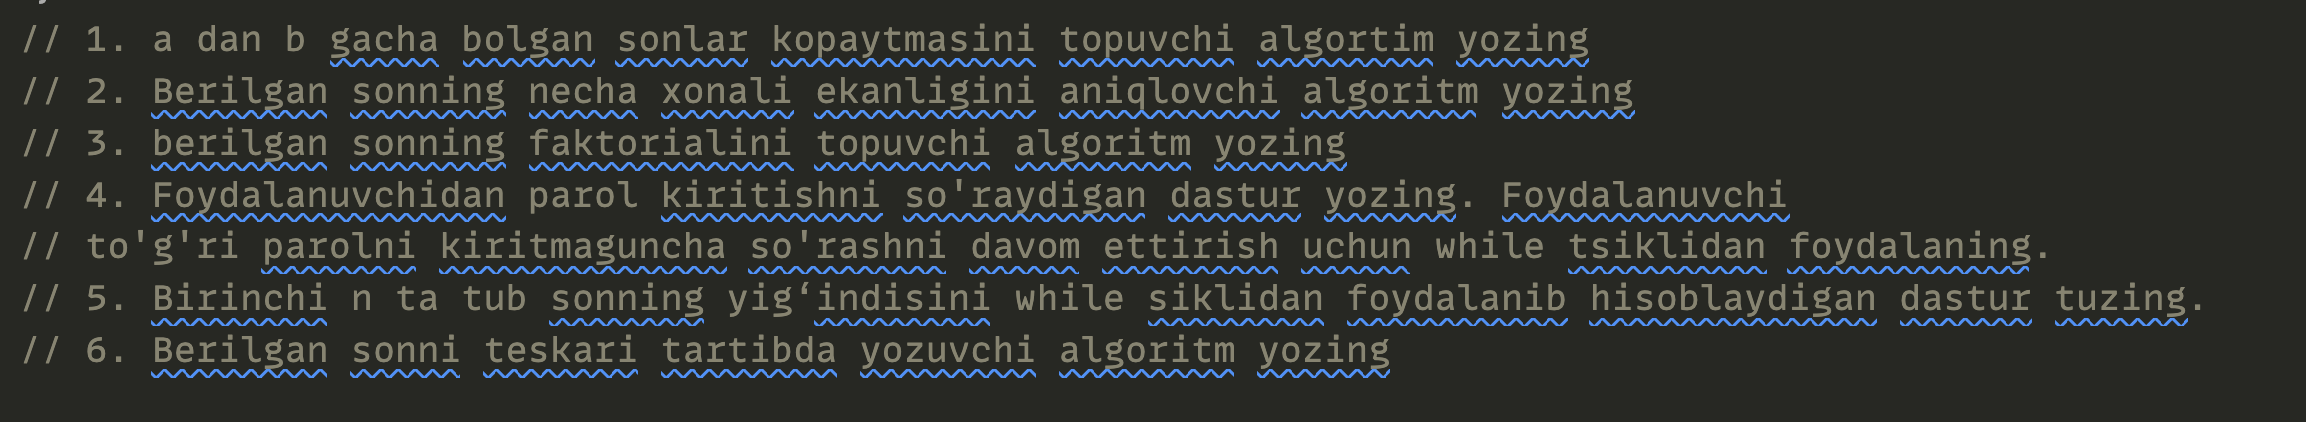 // 1. a dan b gacha bolgan sonlar kopaytmasini topuvchi algortim yozing
// 2. Berilgan sonning necha xonali ekanligini aniqlovchi algoritm yozing
// 3. berilgan sonning faktorialini topuvchi algoritm yozing
// 4. Foydalanuvchidan parol kiritishni so'raydigan dastur yozing. Foydalanuvchi
// to'g'ri parolni kiritmaguncha so'rashni davom ettirish uchun while tsiklidan foydalaning.
// 5. Birinchi n ta tub sonning yig‘indisini while siklidan foydalanib hisoblaydigan dastur tuzing.
// 6. Berilgan sonni teskari tartibda yozuvchi algoritm yozing